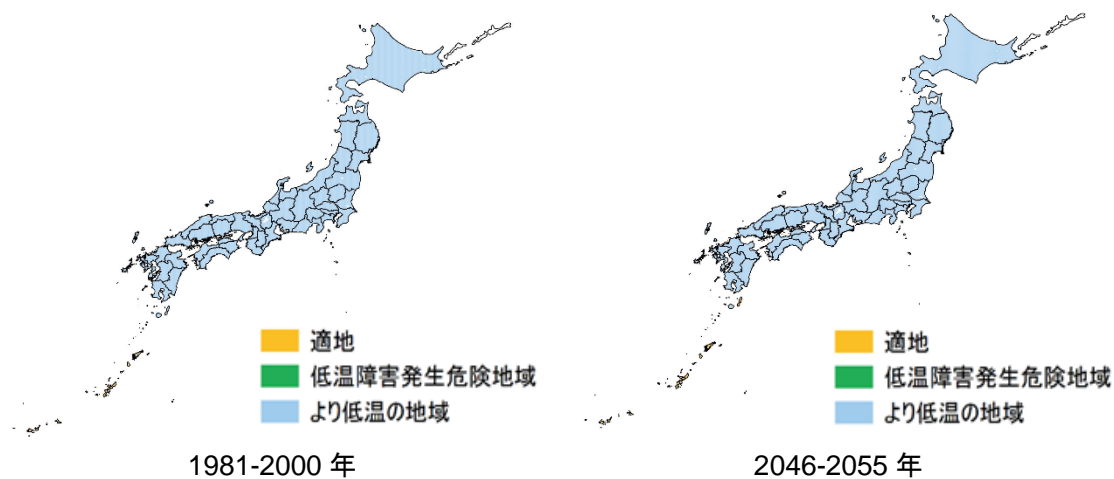 適地
低温障害発生危険地域
より低温の地域
1981-2000 年
適地
低温障害発生危険地域
より低温の地域
2046-2055 年